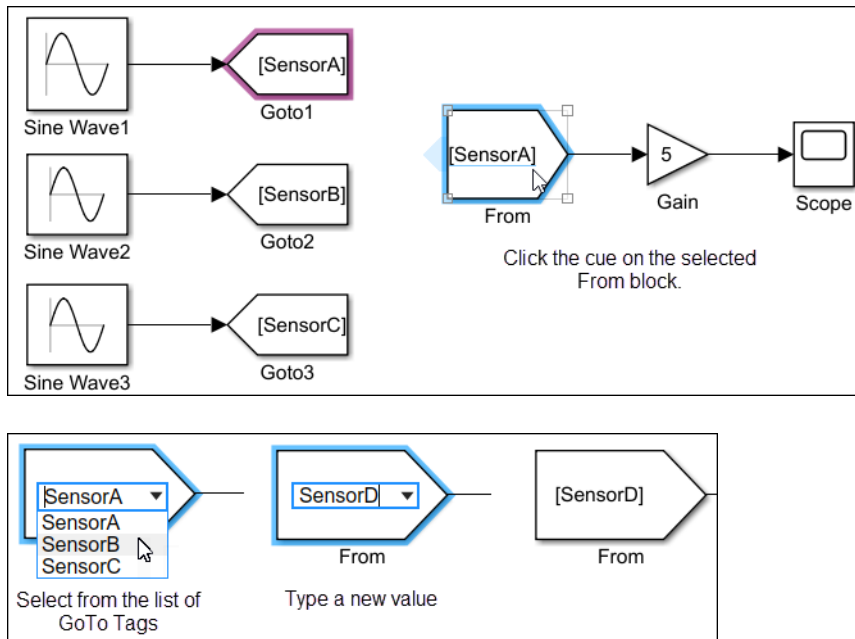 [SensorA]
Sine Wave1
Goto1
[SensorA]
From
5
Gain
Scope
[SensorB]
Sine Wave2
Goto2
Click the cue on the selected
From block.
[SensorC]
Sine Wave3
Goto3
SensorA
SensorA
SensorB
SensorC
Select from the list of
GoTo Tags
SensorD
From
Type a new value
[SensorD]
From